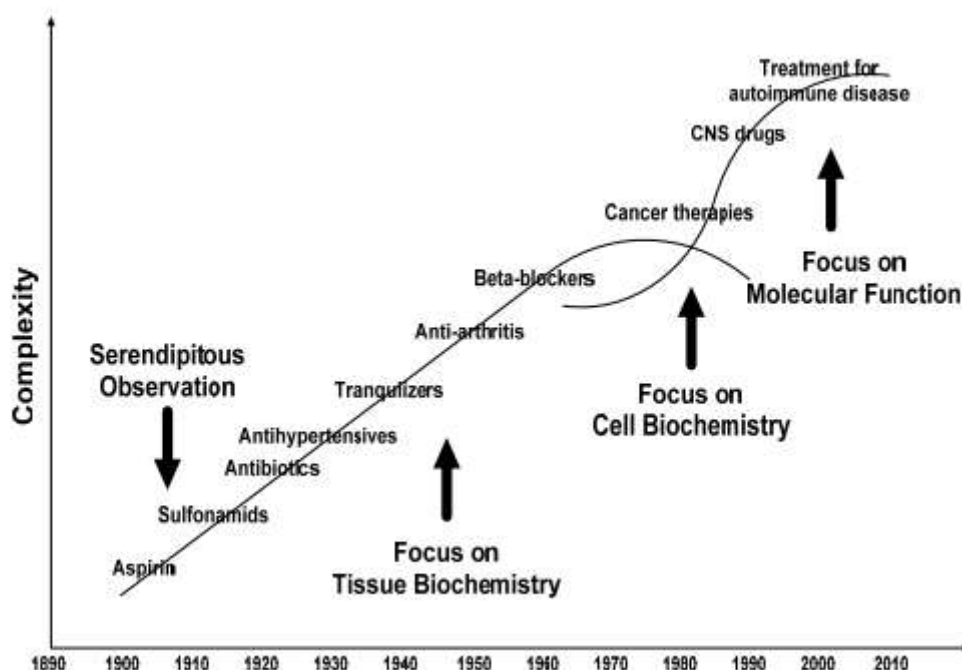 Treatment for
autoimmune disease
CNS drugs
Cancer therapies
Focus on
Molecular Function
Beta-blockers
Anti-arthritis
Serendipitous
Observation
Tranqulizers
Focus on
Cell Biochemistry
Antihypertensives
Antibiotics
Sulfonamids
Focus on
Tissue Biochemistry
Aspirin
Complexity
1890 1900 1910 1920 1930 1940 1950 1960 1970 1980 1990 2000 2010